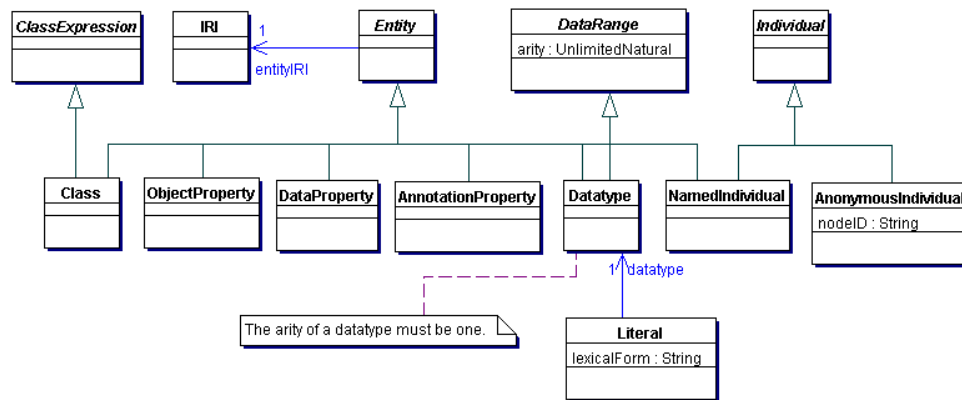 ClassExpression
IRI
Entity
DataRange
arity : UnlimitedNatural
Individual
1
entityIRI
Class
ObjectProperty
DataProperty
AnnotationProperty
Datatype
NamedIndividual
AnonymousIndividual
nodeID : String
1 datatype
The arity of a datatype must be one.
Literal
lexicalForm : String